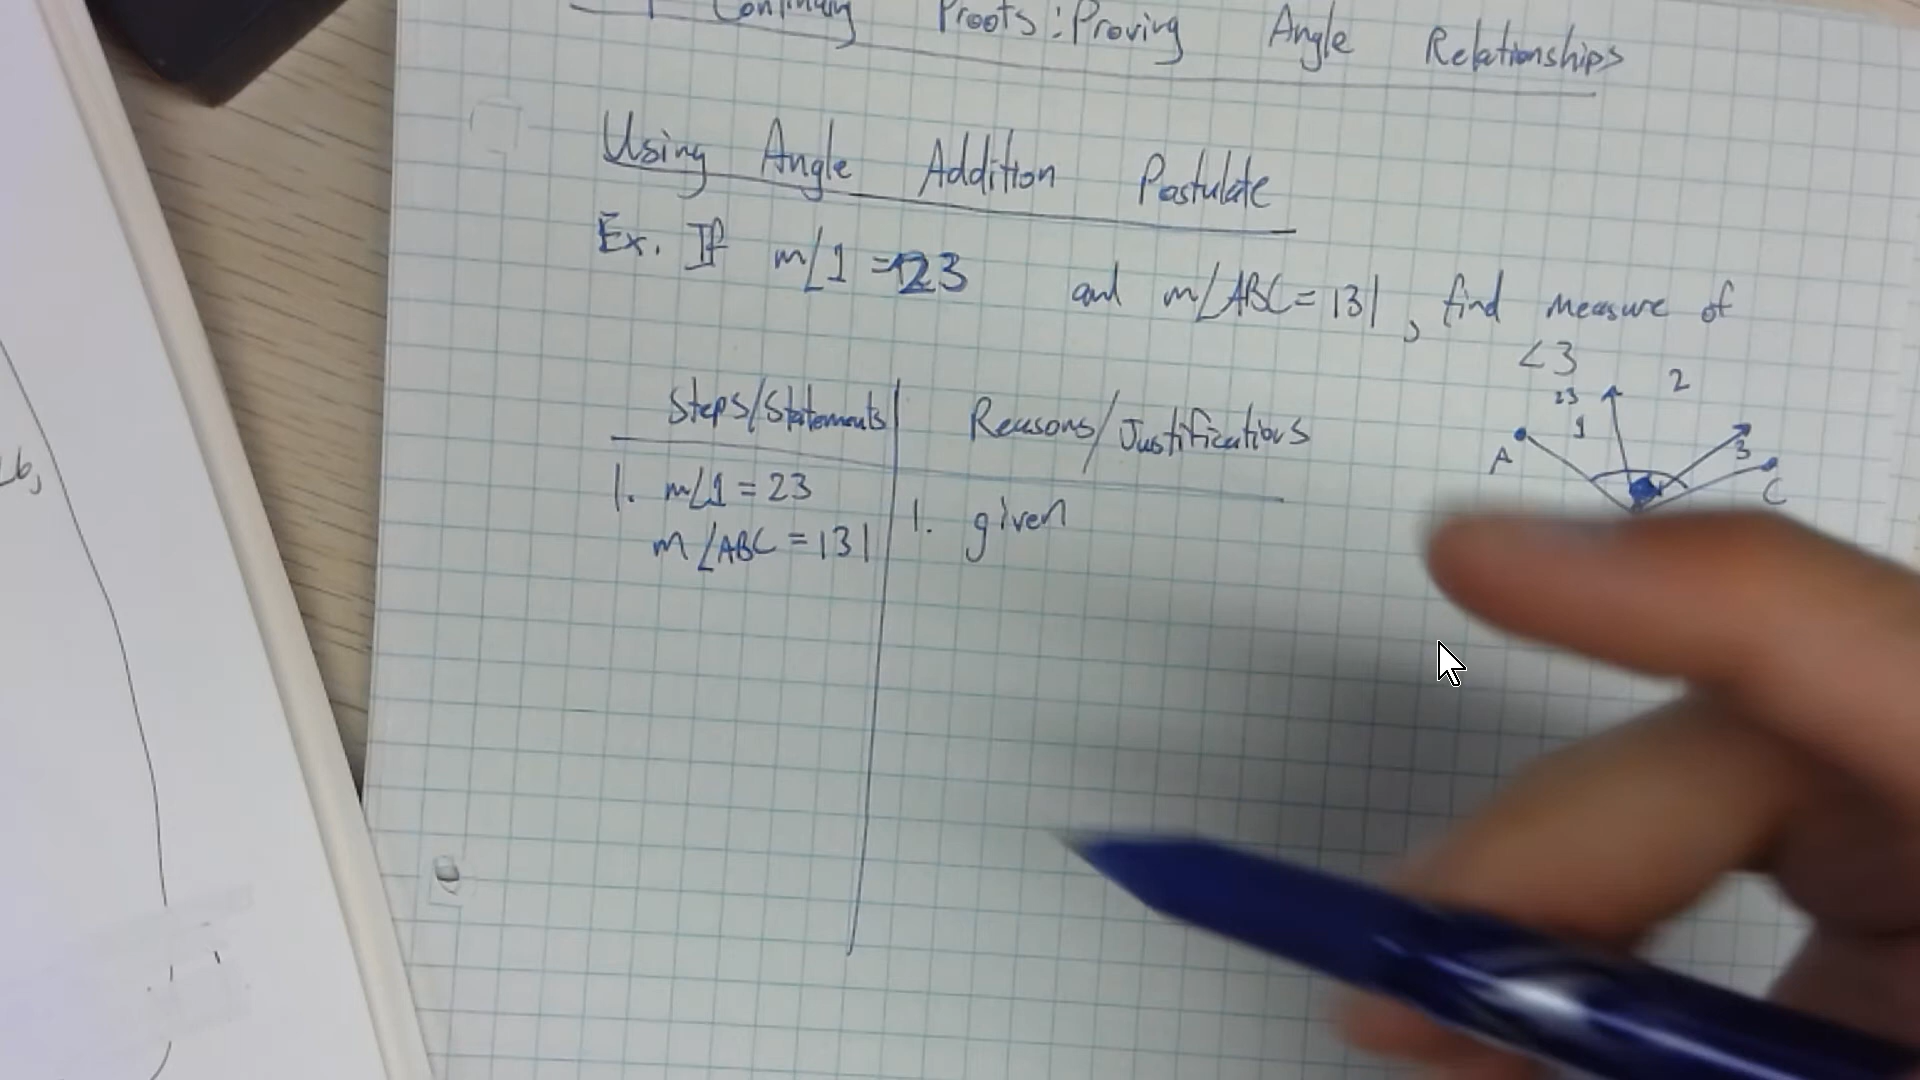 Continuing Proofs: Proving Angle Relationships
Using Angle Addition Postulate
Ex. If m∠1 = 23 and m∠ABC = 131, find measure of
<3
Steps/Statements Reasons/Justifications
1. m∠1 = 23
m∠ABC = 131
1. given
23
2
1
3
A
C